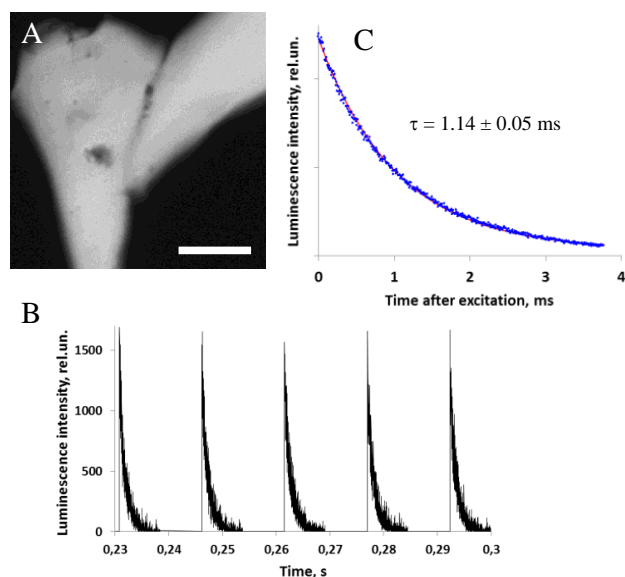 A
C
τ = 1.14 ± 0.05 ms
Luminescence intensity, rel.un.
0 1 2 3 4
Time after excitation, ms
B
Luminescence intensity, rel.un.
1500
1000
500
0
0,23 0,24 0,25 0,26 0,27 0,28 0,29 0,3
Time, s